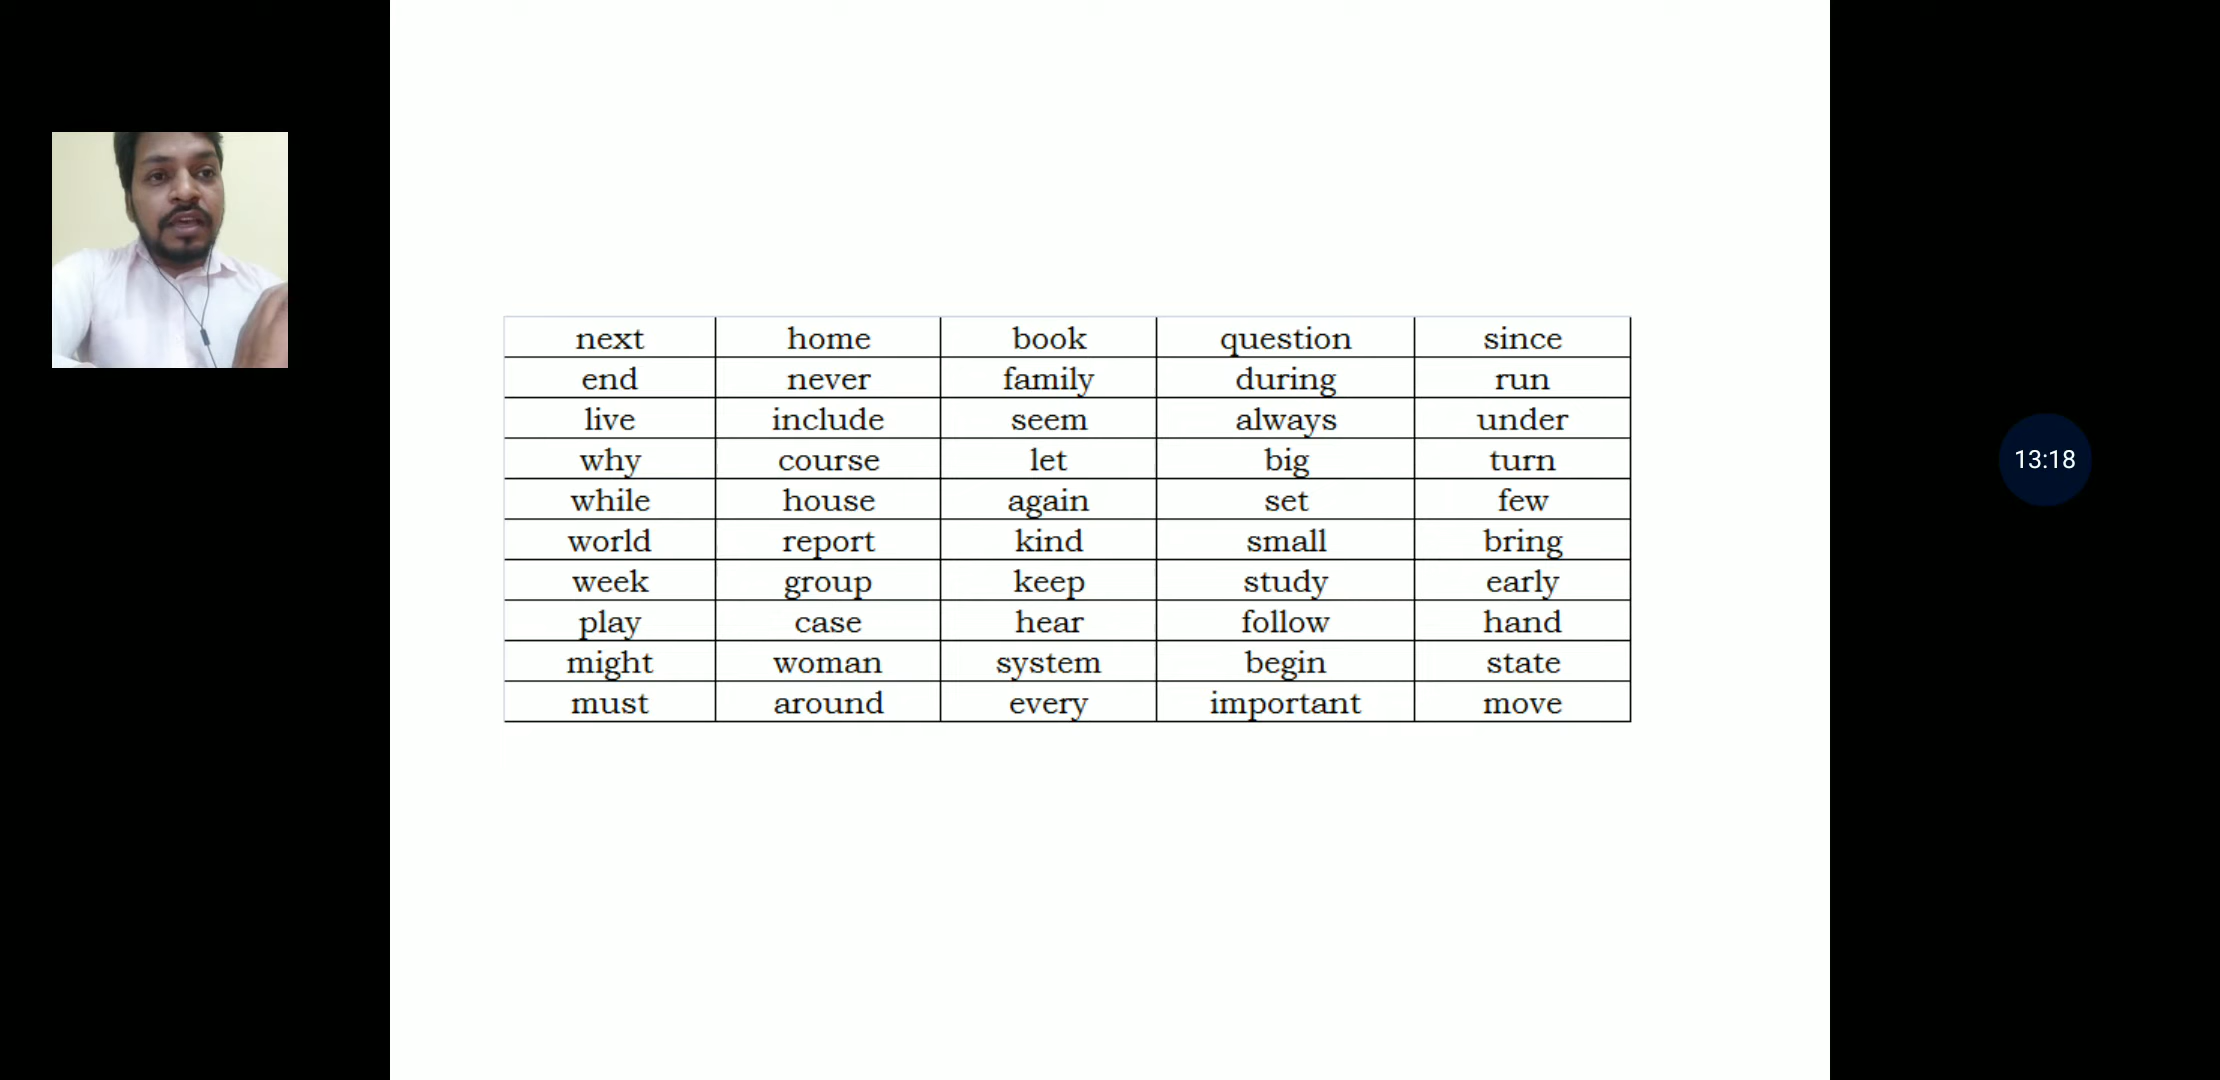 next home book question since
end never family during run
live include seem always under
why course let big turn
while house again set few
world report kind small bring
week group keep study early
play case hear follow hand
might woman system begin state
must around every important move
13:18